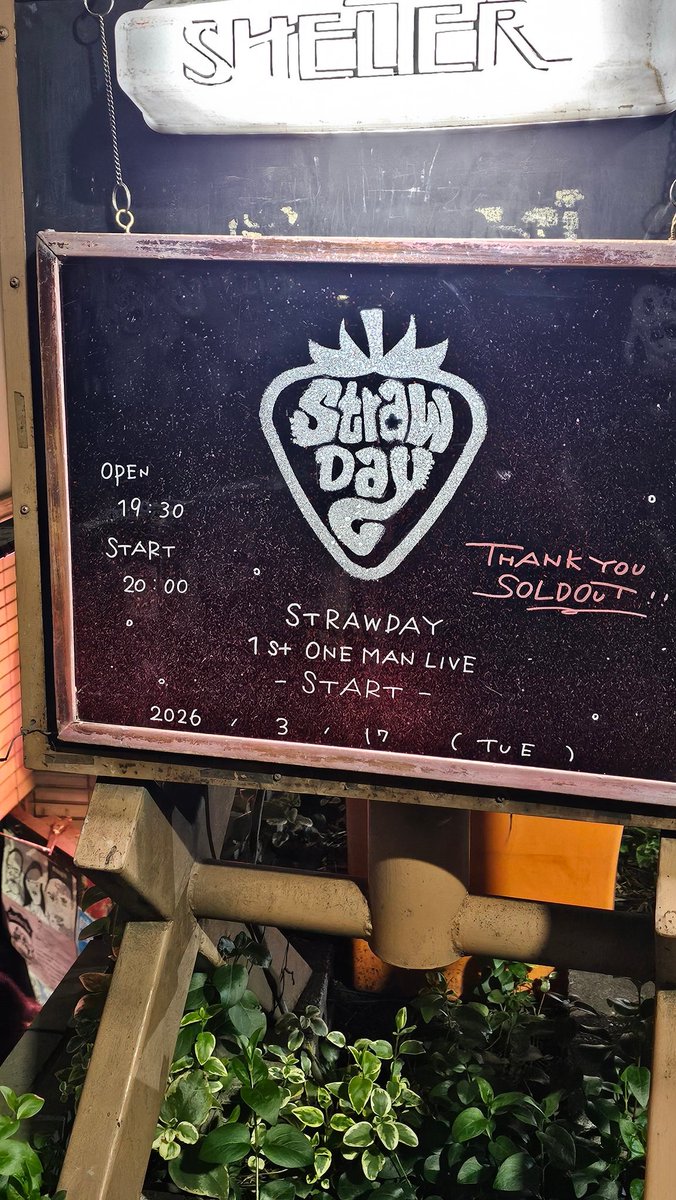 SHELTER
Straw
Day
OPEN
19:30
START
20:00
THANK YOU
SOLDOUT!!
STRAWDAY
1st ONE MAN LIVE
- START -
2026 / 3 / 17 (TUE)